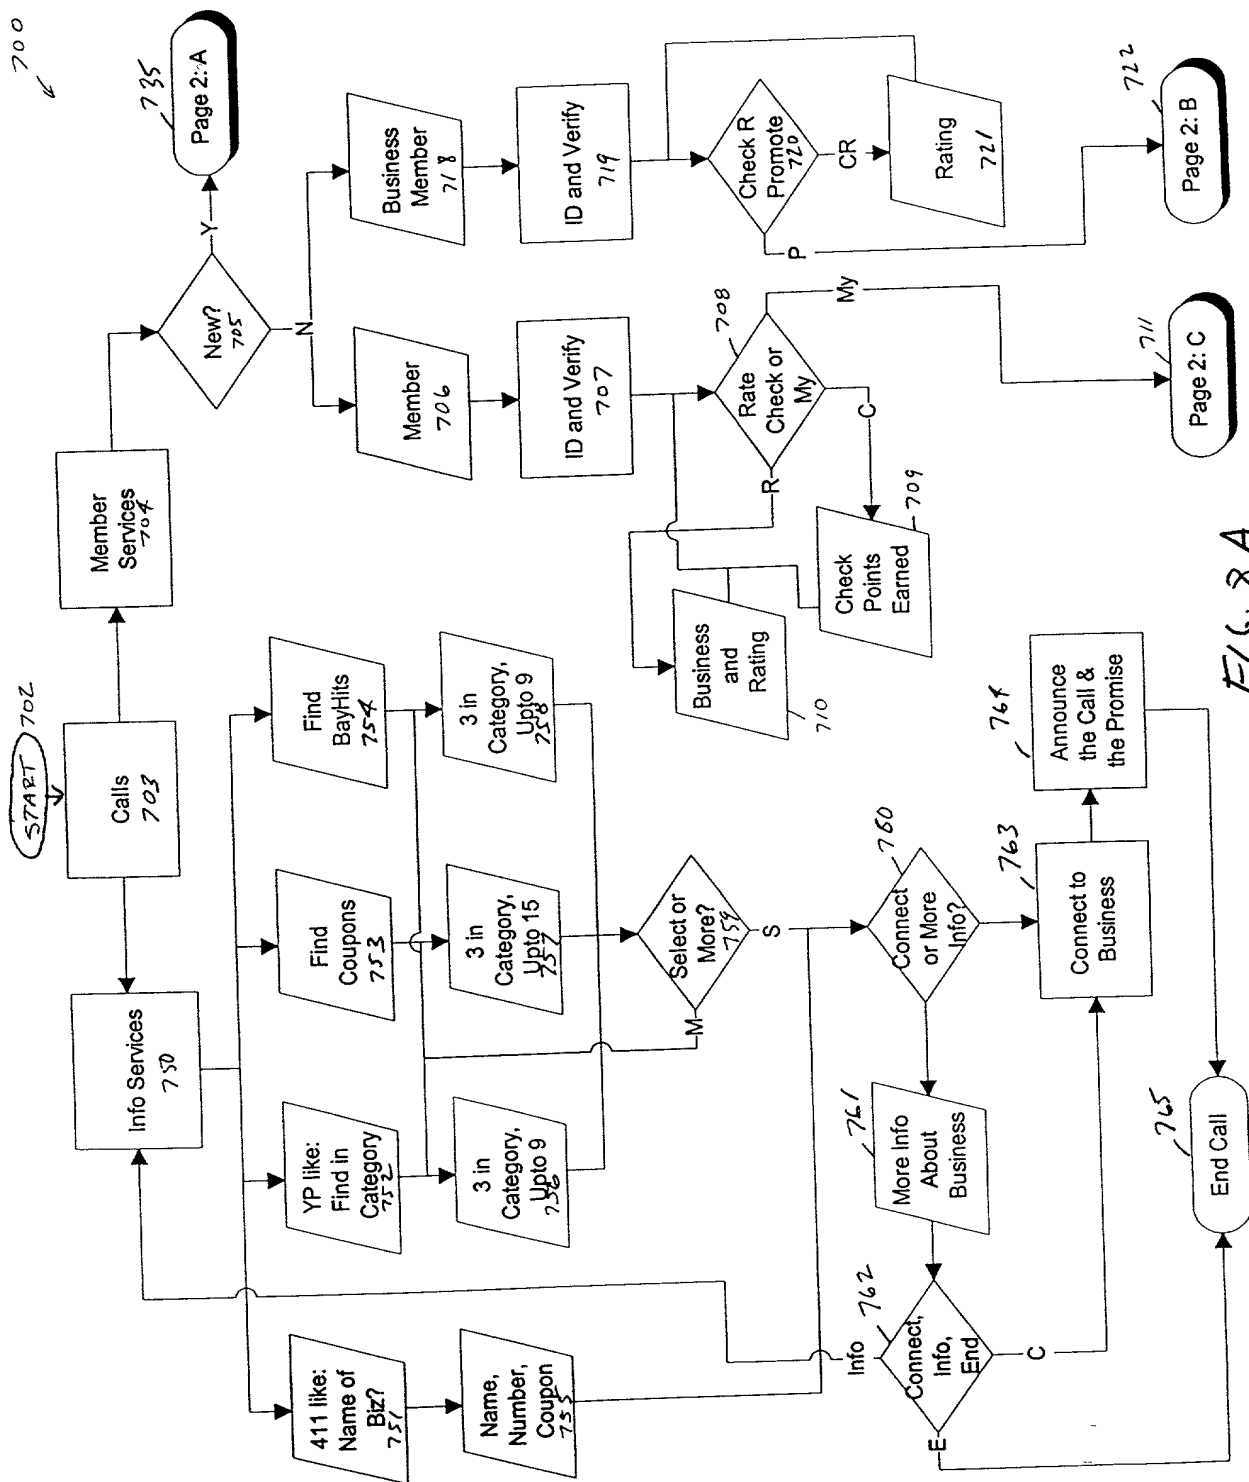 700
START 702
Calls
703
Info Services
750
Member
Services
704
New?
705
Y
Page 2: A
735
N
411 like:
Name of
Biz?
751
YP like:
Find in
Category
752
Find
Coupons
753
Find
BayHits
754
Member
706
Business
Member
718
Name,
Number,
Coupon
755
3 in
Category,
Upto 9
756
3 in
Category,
Upto 15
757
3 in
Category,
Upto 9
758
ID and Verify
707
ID and Verify
719
Select or
More?
759
M
S
Rate
Check or
My
708
R
C
My
Check R
Promote
720
CR
P
Business
and
Rating
710
Check
Points
Earned
709
Rating
721
Connect
or More
Info?
760
More Info
About
Business
761
Connect,
Info,
End
762
Info
C
E
Connect to
Business
763
Announce
the Call &
the Promise
764
End Call
765
Page 2: C
711
Page 2: B
722
FIG. 8A